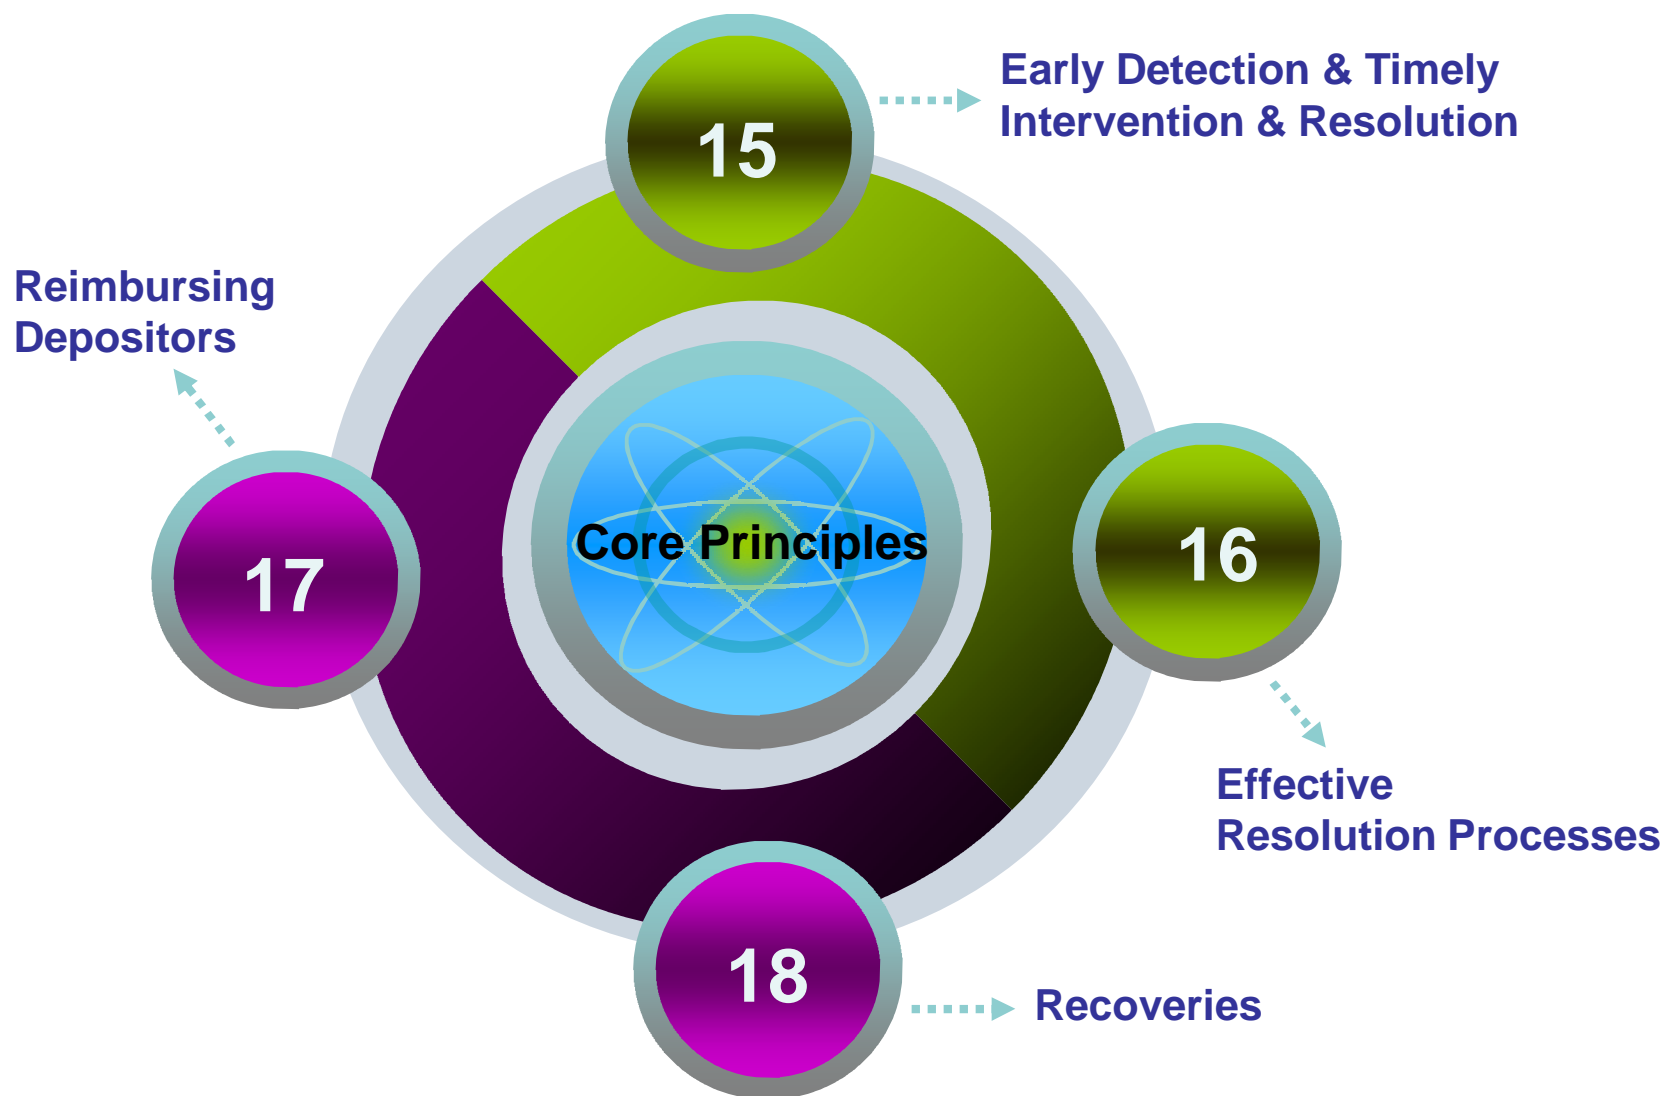 15
Early Detection & Timely
Intervention & Resolution
Reimbursing
Depositors
Core Principles
17
16
Effective
Resolution Processes
18
Recoveries